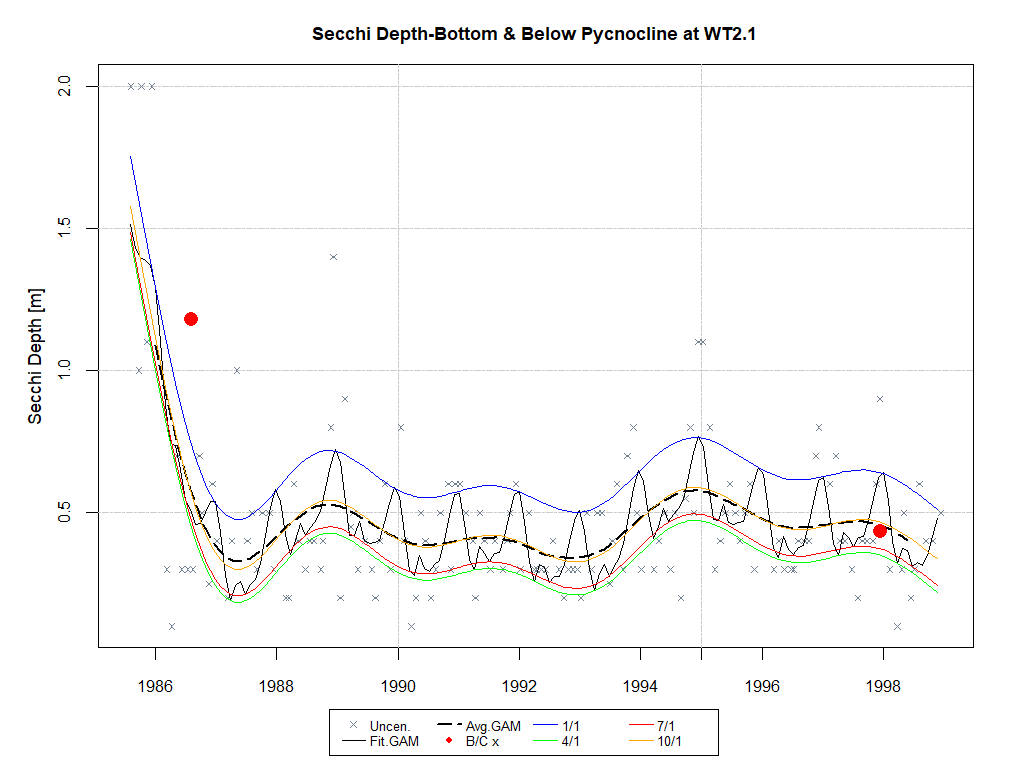 Secchi Depth-Bottom & Below Pycnocline at WT2.1
Secchi Depth [m]
2.0
1.5
1.0
0.5
1986 1988 1990 1992 1994 1996 1998
Uncen. Avg.GAM 1/1 7/1
Fit.GAM B/C x 4/1 10/1